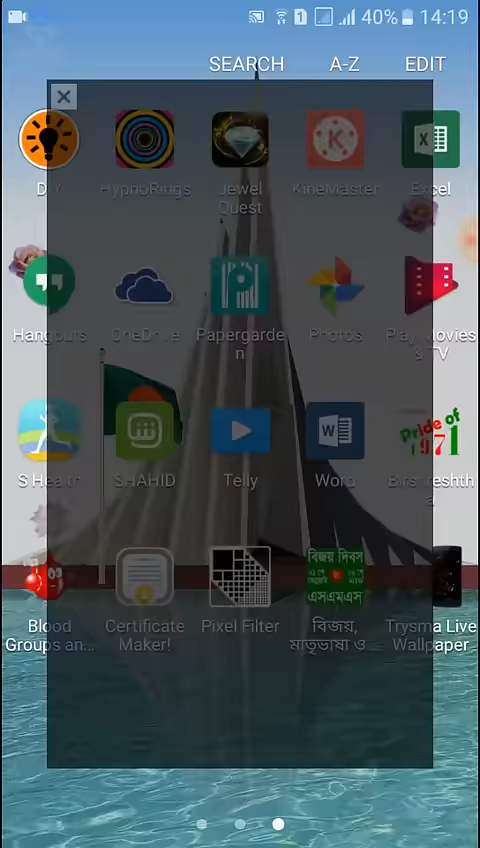 1 40% 14:19
SEARCH A-Z EDIT
HypnoRings Jewel KineMaster Excel
Quest
Hangouts OneDrive Papergarde Photos Play Movies
n & TV
S Health SHAHID Telly Word
Pride of
1971
বিজয় দিবস
এসএমএস
Blood Certificate Pixel Filter বিজয়, Trysma Live
Groups an... Maker! মাতৃভাষা ও ... Wallpaper